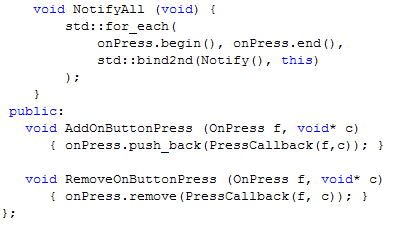 void NotifyAll (void) {
std::for_each(
onPress.begin(), onPress.end(),
std::bind2nd(Notify(), this)
);
}
public:
void AddOnButtonPress (OnPress f, void* c)
{ onPress.push_back(PressCallback(f,c)); }
void RemoveOnButtonPress (OnPress f, void* c)
{ onPress.remove(PressCallback(f, c)); }
};